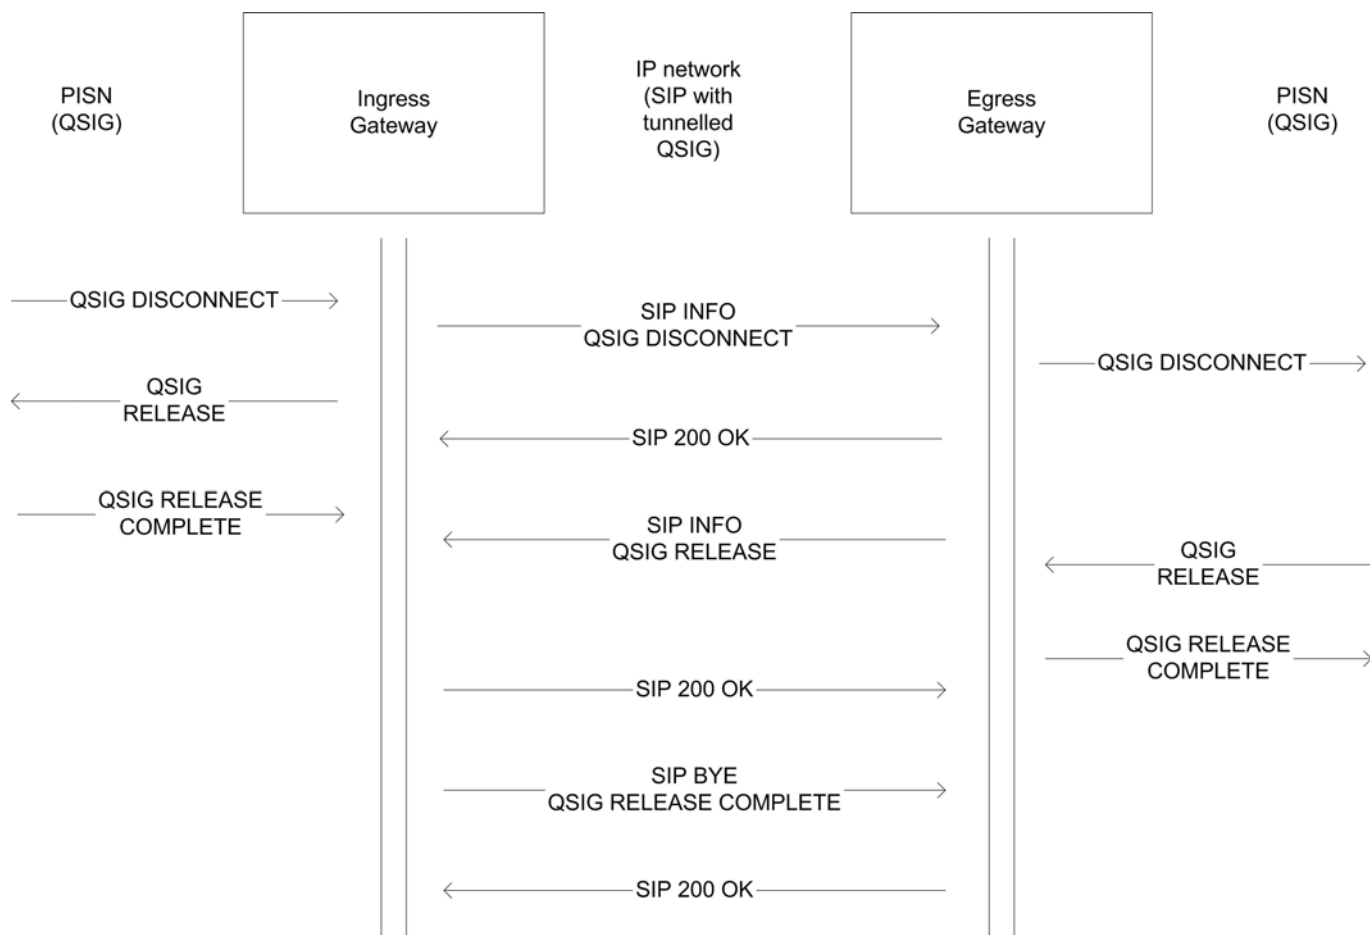 PISN
(QSIG)
Ingress
Gateway
IP network
(SIP with
tunnelled
QSIG)
Egress
Gateway
PISN
(QSIG)
QSIG DISCONNECT
SIP INFO
QSIG DISCONNECT
QSIG DISCONNECT
QSIG
RELEASE
SIP 200 OK
QSIG RELEASE
COMPLETE
SIP INFO
QSIG RELEASE
QSIG
RELEASE
QSIG RELEASE
COMPLETE
SIP 200 OK
SIP BYE
QSIG RELEASE COMPLETE
SIP 200 OK